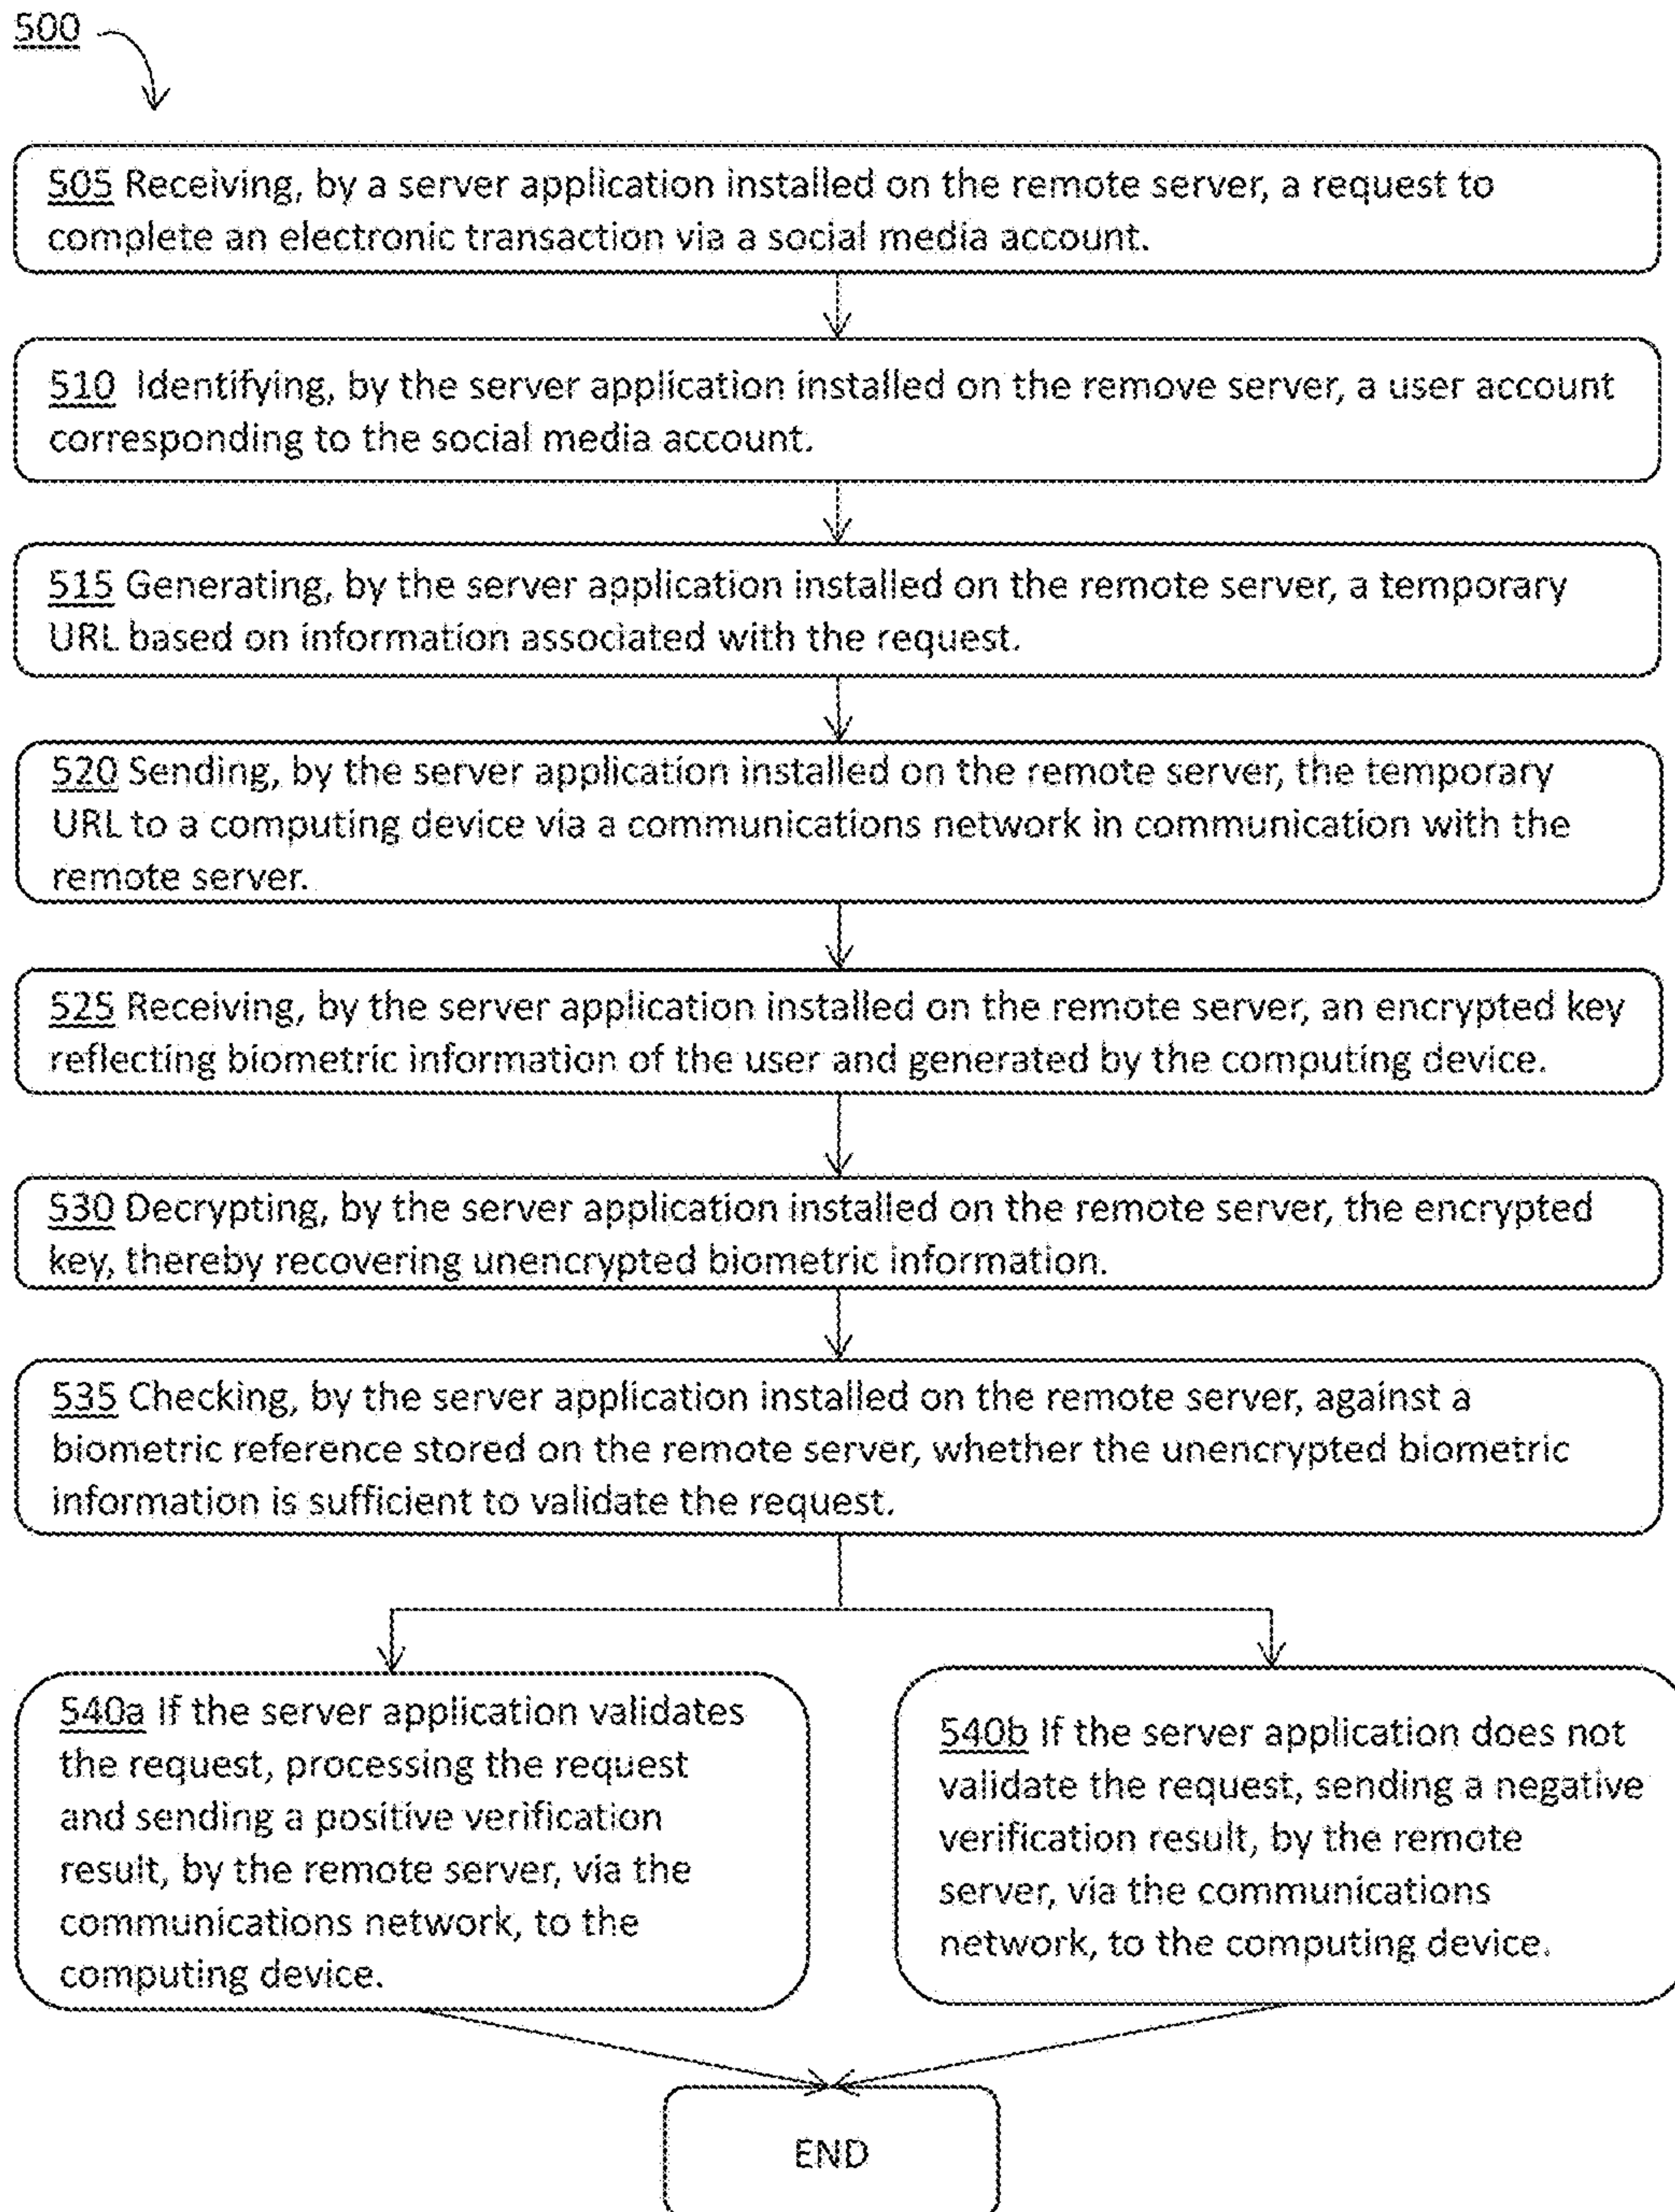 500
505 Receiving, by a server application installed on the remote server, a request to
complete an electronic transaction via a social media account.
510 Identifying, by the server application installed on the remove server, a user account
corresponding to the social media account.
515 Generating, by the server application installed on the remote server, a temporary
URL based on information associated with the request.
520 Sending, by the server application installed on the remote server, the temporary
URL to a computing device via a communications network in communication with the
remote server.
525 Receiving, by the server application installed on the remote server, an encrypted key
reflecting biometric information of the user and generated by the computing device.
530 Decrypting, by the server application installed on the remote server, the encrypted
key, thereby recovering unencrypted biometric information.
535 Checking, by the server application installed on the remote server, against a
biometric reference stored on the remote server, whether the unencrypted biometric
information is sufficient to validate the request.
540a If the server application validates
the request, processing the request
and sending a positive verification
result, by the remote server, via the
communications network, to the
computing device.
540b If the server application does not
validate the request, sending a negative
verification result, by the remote
server, via the communications
network, to the computing device.
END